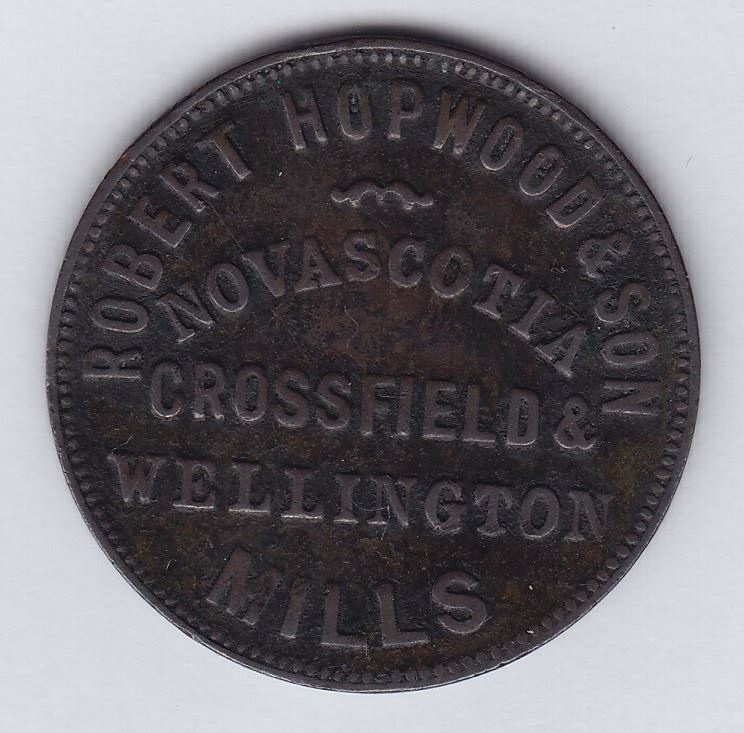 ROBERT HOPWOOD & SON
NOVASCOTIA
CROSSFIELD &
WELLINGTON
MILLS